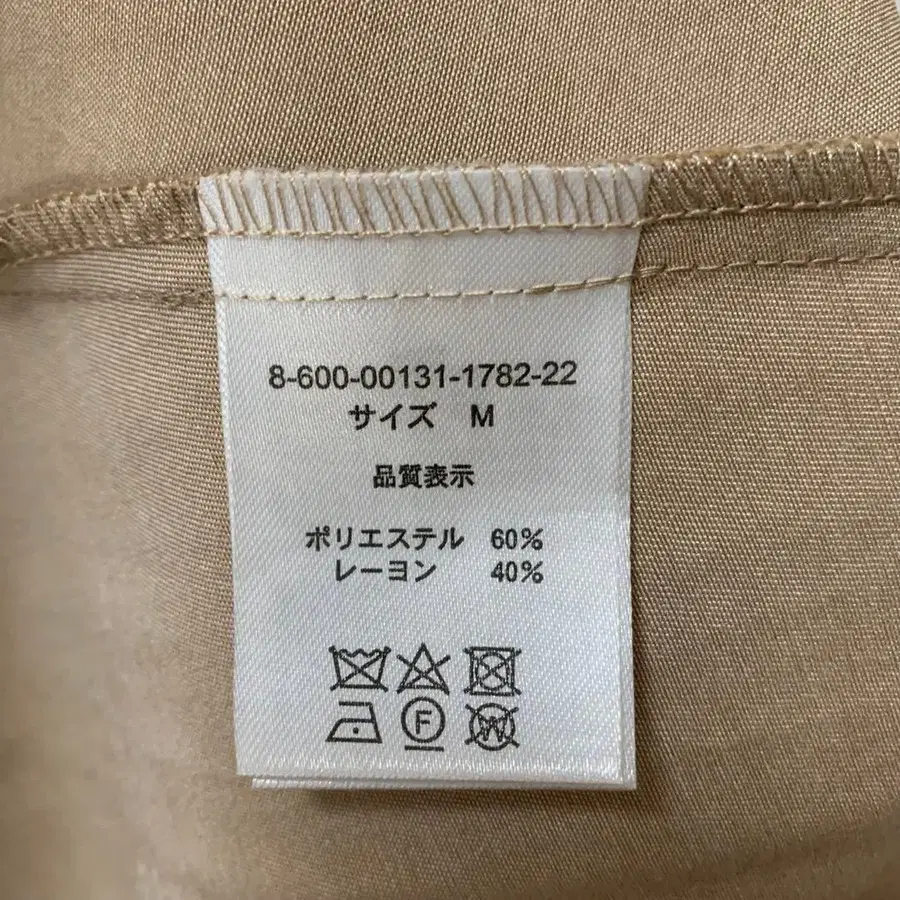 8-600-00131-1782-22
サイズ M
品質表示
ポリエステル 60%
レーヨン 40%
F W